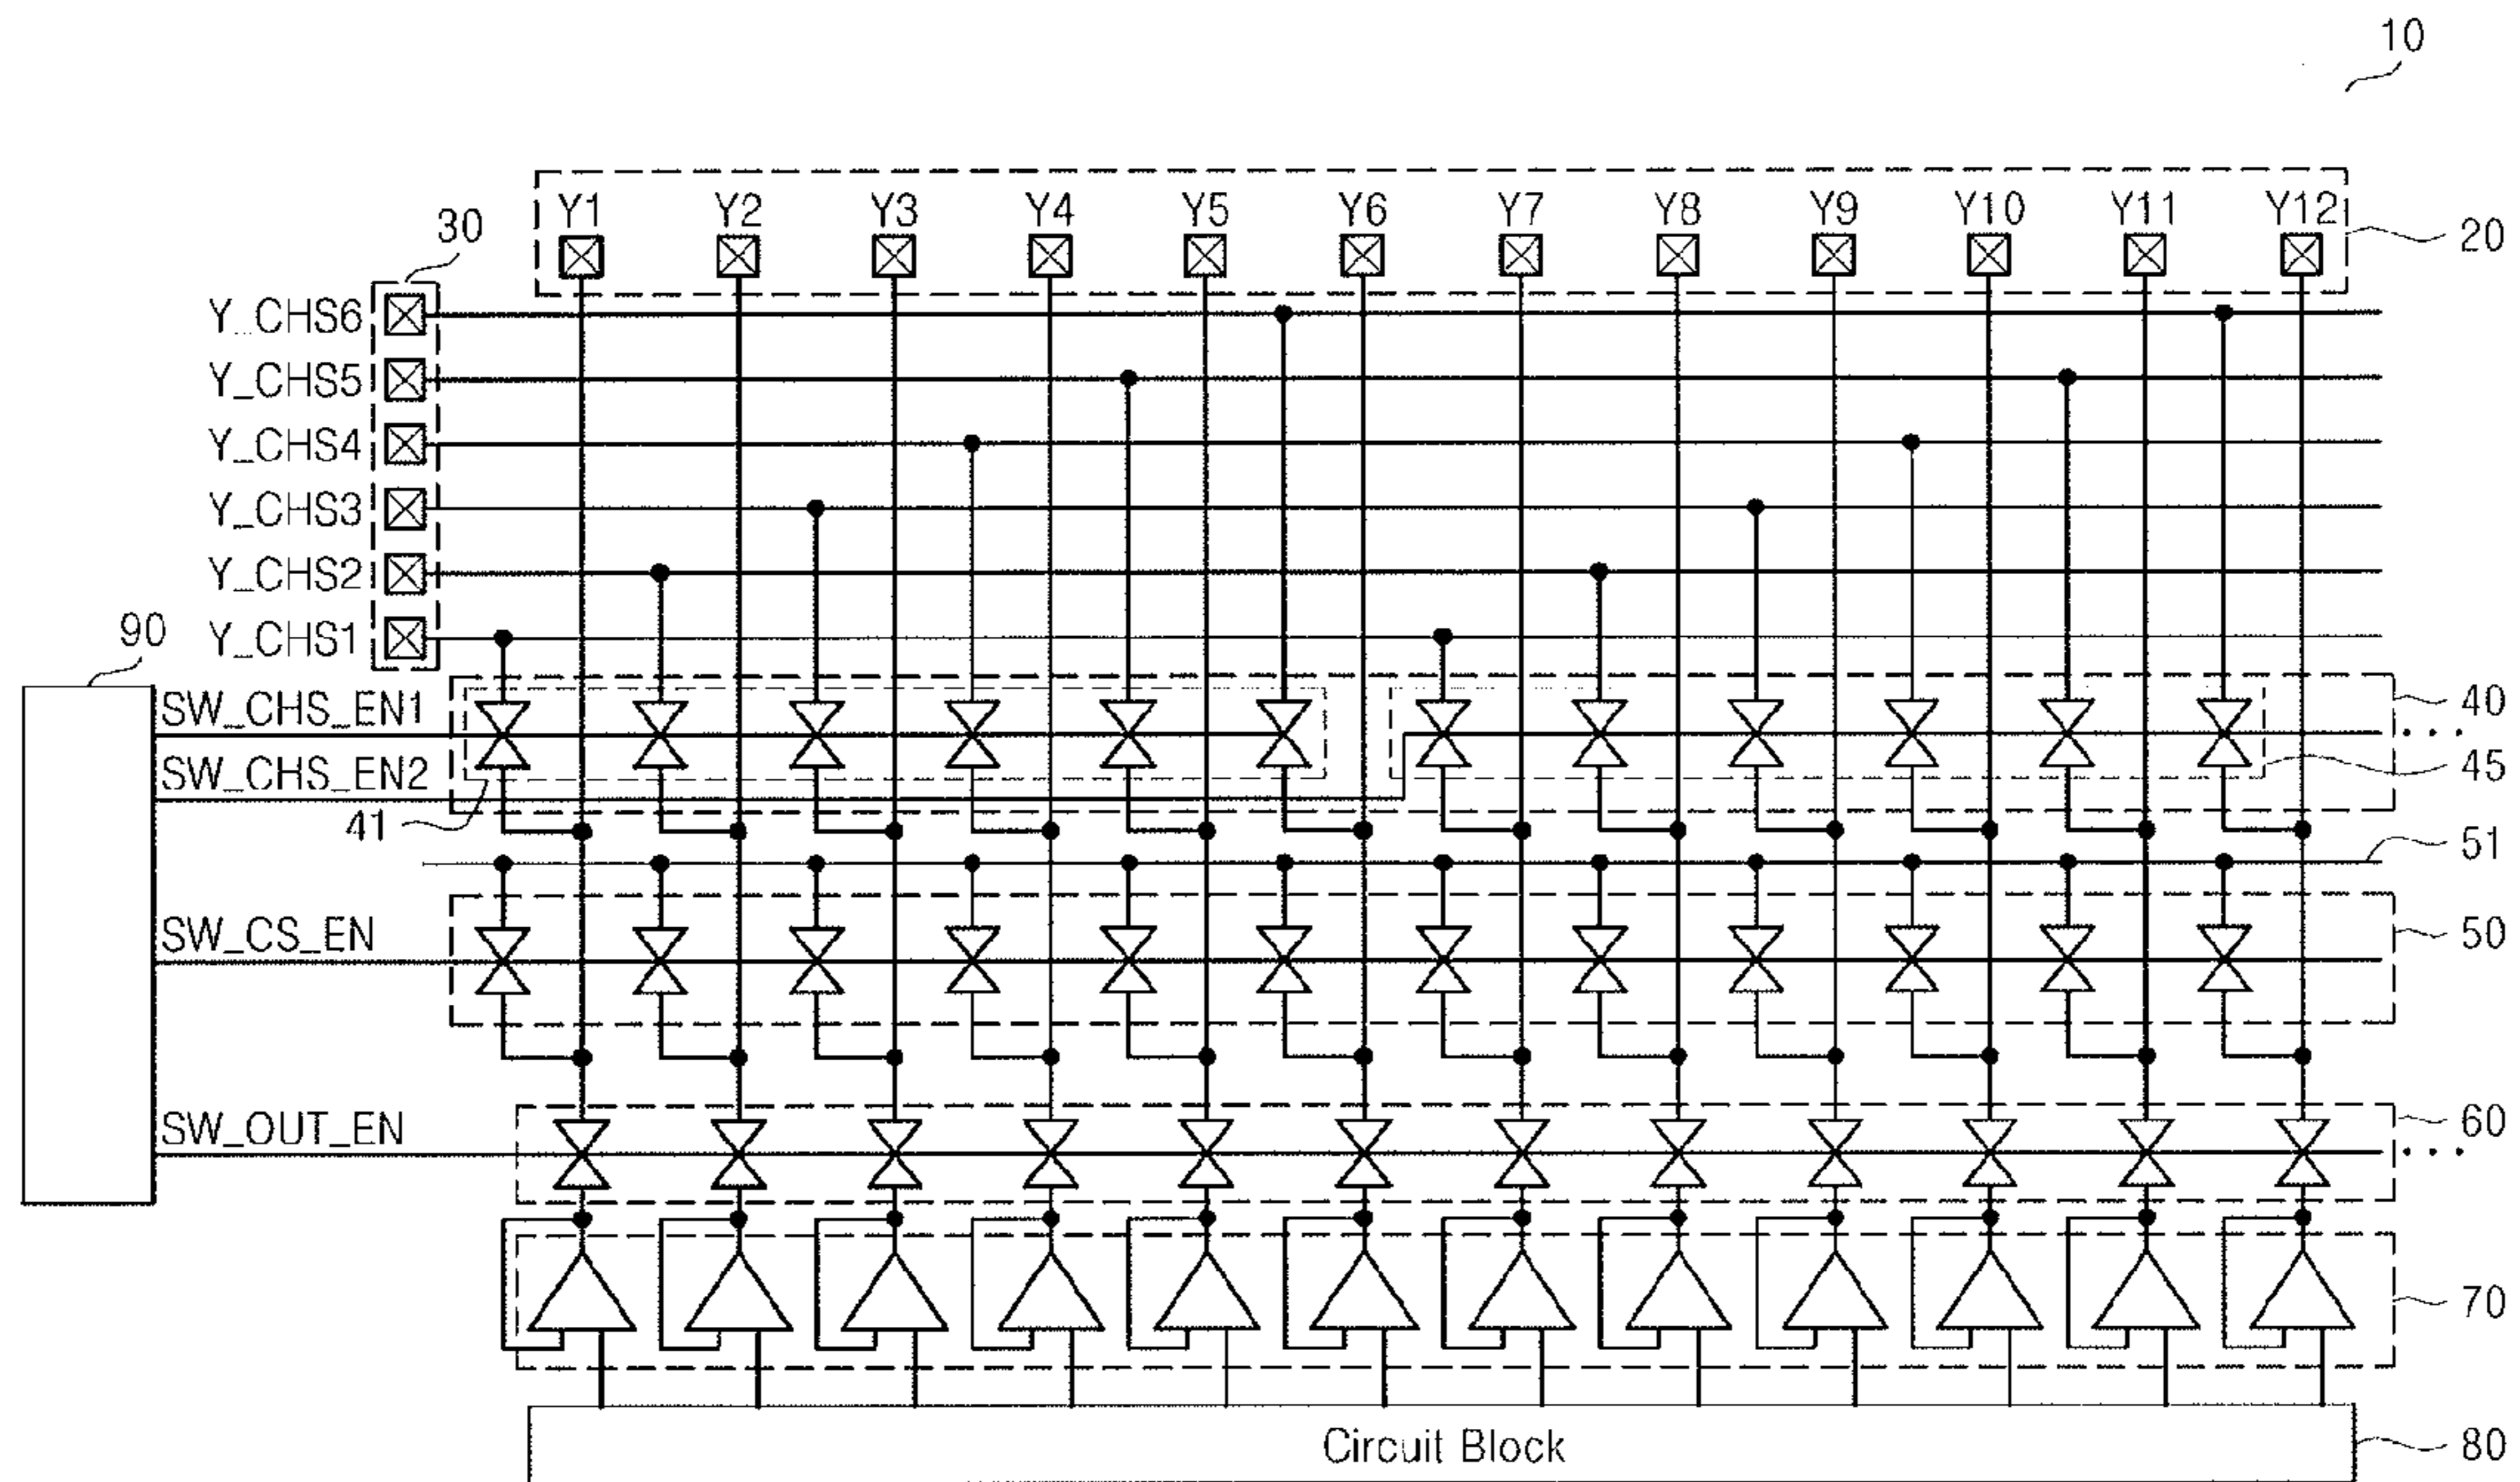 10
Y1 Y2 Y3 Y4 Y5 Y6 Y7 Y8 Y9 Y10 Y11 Y12
20
30
Y_CHS6
Y_CHS5
Y_CHS4
Y_CHS3
Y_CHS2
Y_CHS1
90
SW_CHS_EN1
40
SW_CHS_EN2
45
41
51
SW_CS_EN
50
SW_OUT_EN
60
70
Circuit Block
80